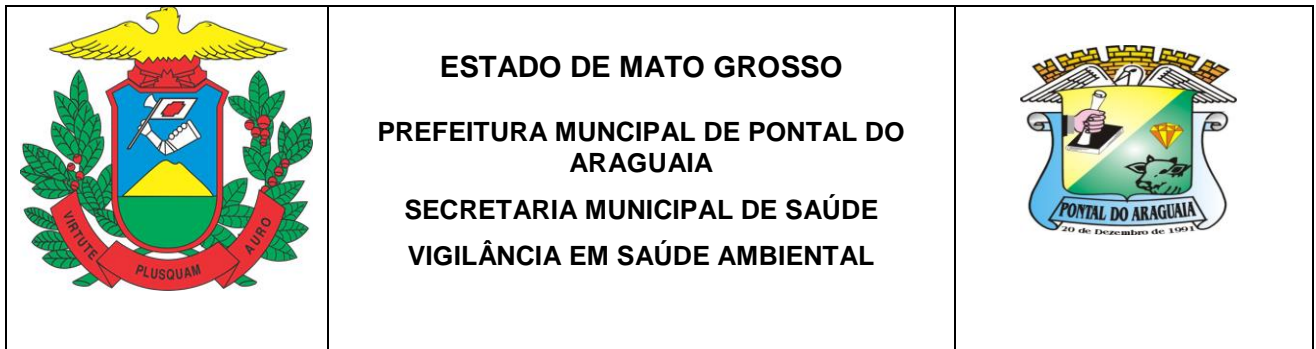 VIRTUTE
PLUSQUAM
AURO
ESTADO DE MATO GROSSO
PREFEITURA MUNCIPAL DE PONTAL DO
ARAGUAIA
SECRETARIA MUNICIPAL DE SAÚDE
VIGILÂNCIA EM SAÚDE AMBIENTAL
PONTAL DO ARAGUAIA
20 de Dezembro de 1991